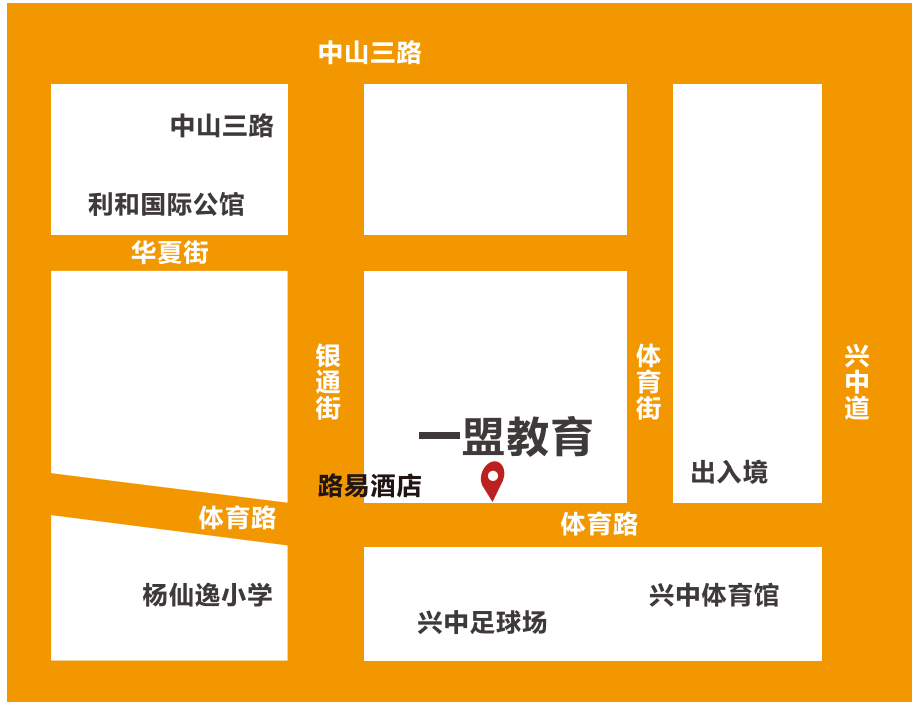 中山三路
中山三路
利和国际公馆
华夏街
银通街
体育街
兴中道
一盟教育
出入境
路易酒店
体育路
体育路
杨仙逸小学
兴中体育馆
兴中足球场